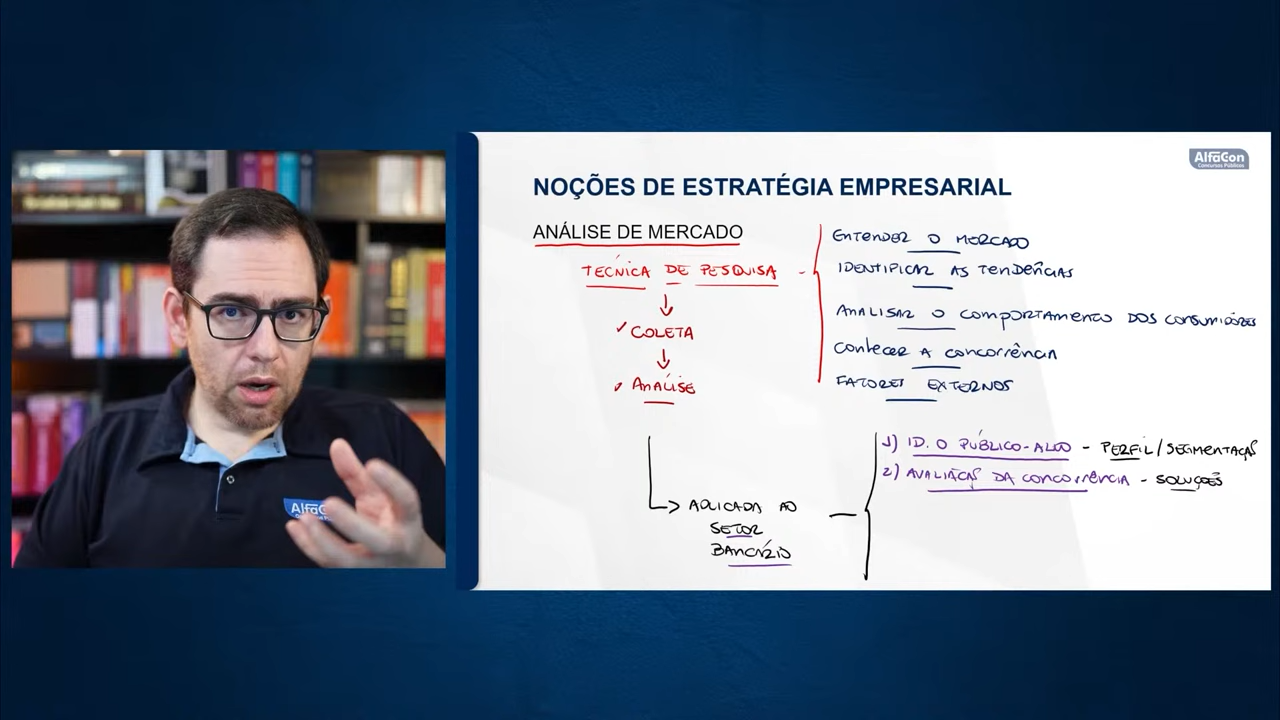 AlfaCon
Concursos Públicos
NOÇÕES DE ESTRATÉGIA EMPRESARIAL
ANÁLISE DE MERCADO
TÉCNICA DE PESQUISA
COLETA
ANÁLISE
ENTENDER O MERCADO
IDENTIFICAR AS TENDÊNCIAS
ANALISAR O COMPORTAMENTO DOS CONSUMIDORES
CONHECER A CONCORRÊNCIA
FATORES EXTERNOS
APLICADA AO
SETOR
BANCÁRIO
1) ID. O PÚBLICO-ALVO - PERFIL/SEGMENTAÇÃO
2) AVALIAÇÃO DA CONCORRÊNCIA - SOLUÇÕES
AlfaCon